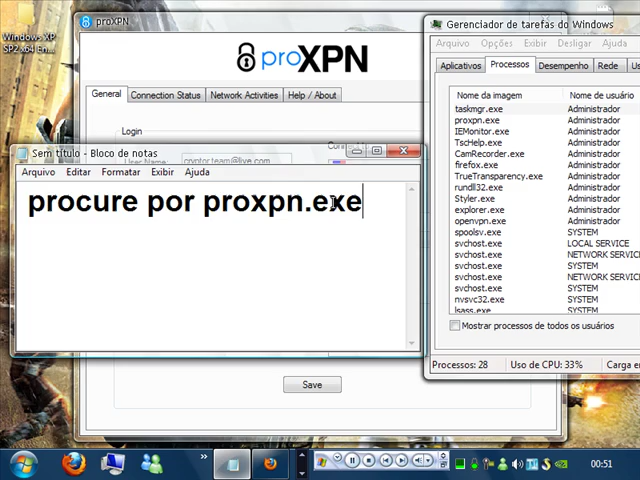 Windows XP
SP2 x64 En...
proXPN
proXPN
General
Connection Status
Network Activities
Help / About
Login
Save
Sem título - Bloco de notas
Arquivo Editar Formatar Exibir Ajuda
procure por proxpn.exe
Gerenciador de tarefas do Windows
Arquivo Opções Exibir Desligar Ajuda
Aplicativos Processos Desempenho Rede
Nome da imagem Nome de usuário
taskmgr.exe Administrador
proxpn.exe Administrador
IEMonitor.exe Administrador
TscHelp.exe Administrador
CamRecorder.exe Administrador
firefox.exe Administrador
TrueTransparency.exe Administrador
rundll32.exe Administrador
Styler.exe Administrador
explorer.exe Administrador
openvpn.exe Administrador
spoolsv.exe SYSTEM
svchost.exe LOCAL SERVICE
svchost.exe NETWORK SERVIC
svchost.exe SYSTEM
svchost.exe NETWORK SERVIC
svchost.exe SYSTEM
nvsvc32.exe SYSTEM
lsass.exe SYSTEM
Mostrar processos de todos os usuários
Processos: 28 Uso de CPU: 33% Carga
00:51